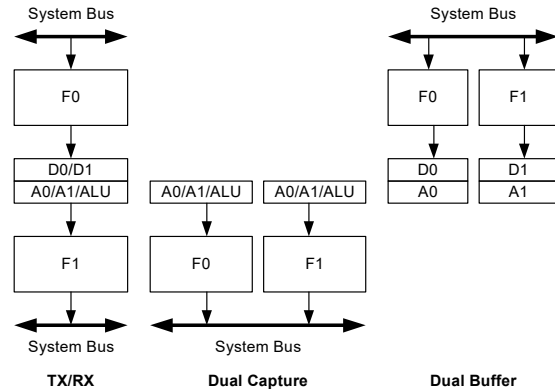 System Bus
System Bus
F0
F0
F1
D0/D1
D0
D1
A0/A1/ALU
A0/A1/ALU
A0/A1/ALU
A0
A1
F1
F0
F1
System Bus
System Bus
TX/RX
Dual Capture
Dual Buffer